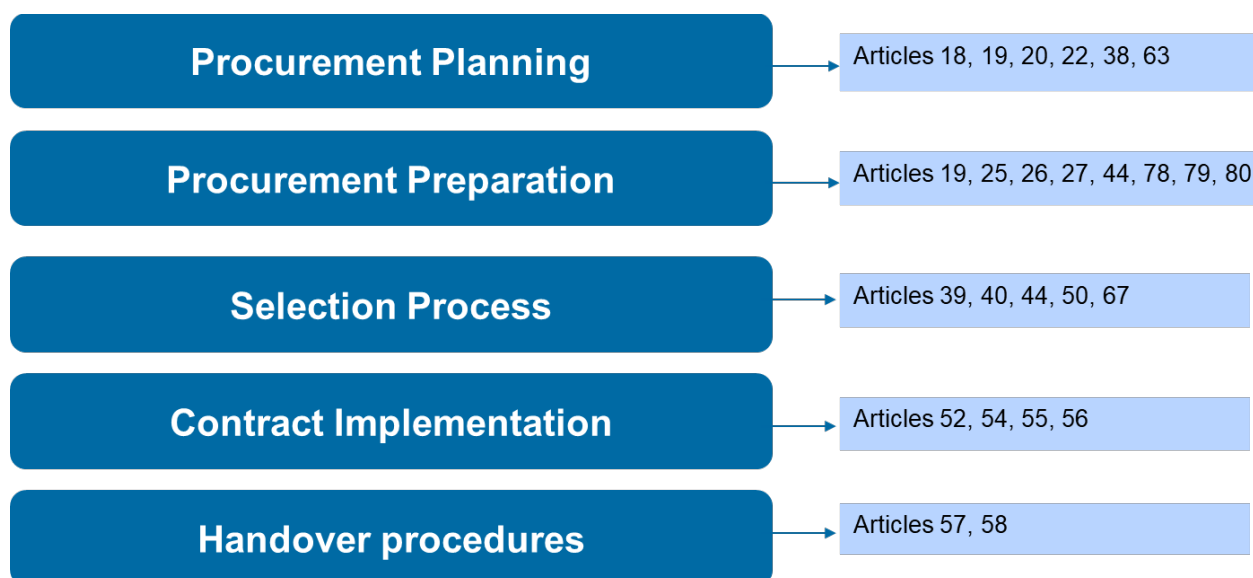 Procurement Planning
Articles 18, 19, 20, 22, 38, 63
Procurement Preparation
Articles 19, 25, 26, 27, 44, 78, 79, 80
Selection Process
Articles 39, 40, 44, 50, 67
Contract Implementation
Articles 52, 54, 55, 56
Handover procedures
Articles 57, 58